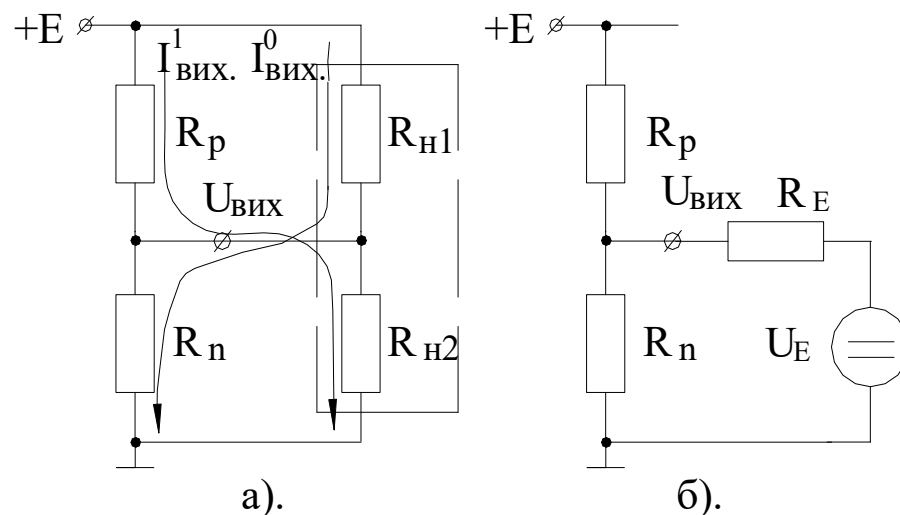 +E
I¹вих. I⁰вих.
Rр
Rн1
Uвих
Rn
Rн2
а).
+E
Rр
Uвих
RE
Rn
UE
б).